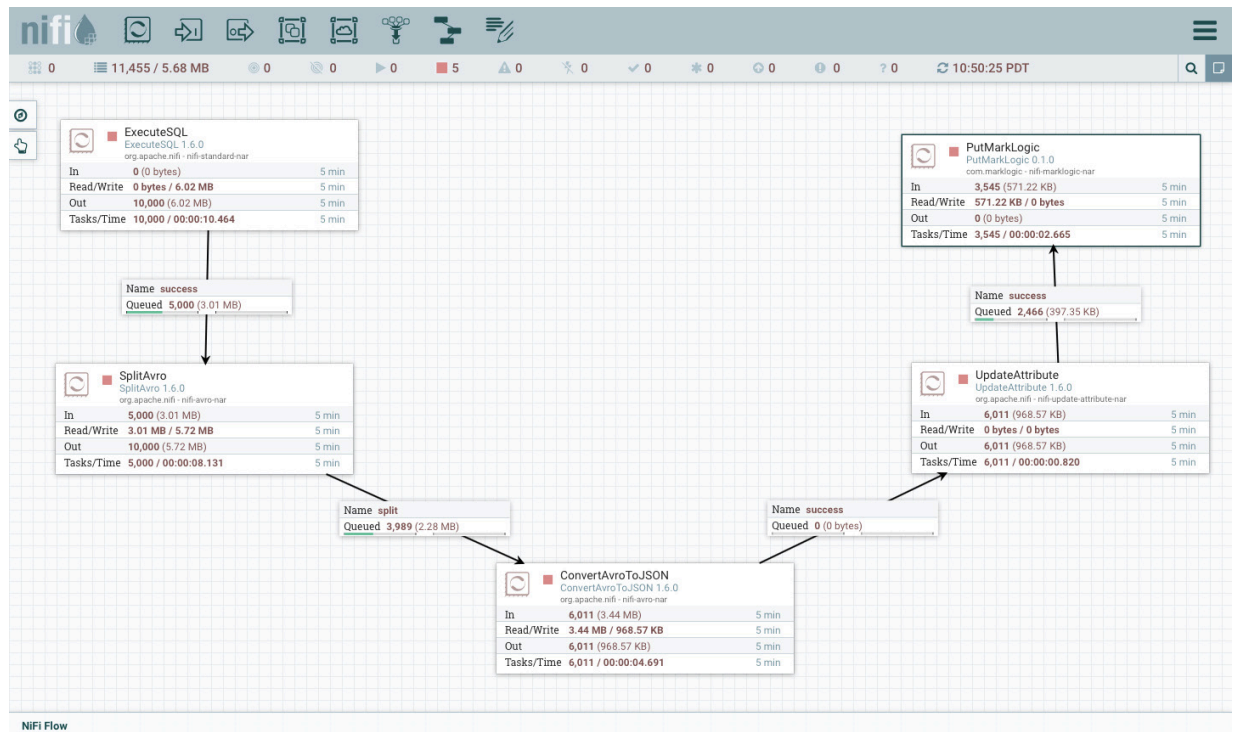 nifi
0 11,455 / 5.68 MB 0 0 0 5 0 0 0 0 0 0 ? 0 10:50:25 PDT
ExecuteSQL
ExecuteSQL 1.6.0
org.apache.nifi - nifi-standard-nar
In 0 (0 bytes) 5 min
Read/Write 0 bytes / 6.02 MB 5 min
Out 10,000 (6.02 MB) 5 min
Tasks/Time 10,000 / 00:00:10.464 5 min
Name success
Queued 5,000 (3.01 MB)
SplitAvro
SplitAvro 1.6.0
org.apache.nifi - nifi-avro-nar
In 5,000 (3.01 MB) 5 min
Read/Write 3.01 MB / 5.72 MB 5 min
Out 10,000 (5.72 MB) 5 min
Tasks/Time 5,000 / 00:00:08.131 5 min
Name split
Queued 3,989 (2.28 MB)
ConvertAvroToJSON
ConvertAvroToJSON 1.6.0
org.apache.nifi - nifi-avro-nar
In 6,011 (3.44 MB) 5 min
Read/Write 3.44 MB / 968.57 KB 5 min
Out 6,011 (968.57 KB) 5 min
Tasks/Time 6,011 / 00:00:04.691 5 min
Name success
Queued 0 (0 bytes)
UpdateAttribute
UpdateAttribute 1.6.0
org.apache.nifi - nifi-update-attribute-nar
In 6,011 (968.57 KB) 5 min
Read/Write 0 bytes / 0 bytes 5 min
Out 6,011 (968.57 KB) 5 min
Tasks/Time 6,011 / 00:00:00.820 5 min
Name success
Queued 2,466 (397.35 KB)
PutMarkLogic
PutMarkLogic 0.1.0
com.marklogic - nifi-marklogic-nar
In 3,545 (571.22 KB) 5 min
Read/Write 571.22 KB / 0 bytes 5 min
Out 0 (0 bytes) 5 min
Tasks/Time 3,545 / 00:00:02.665 5 min
NiFi Flow